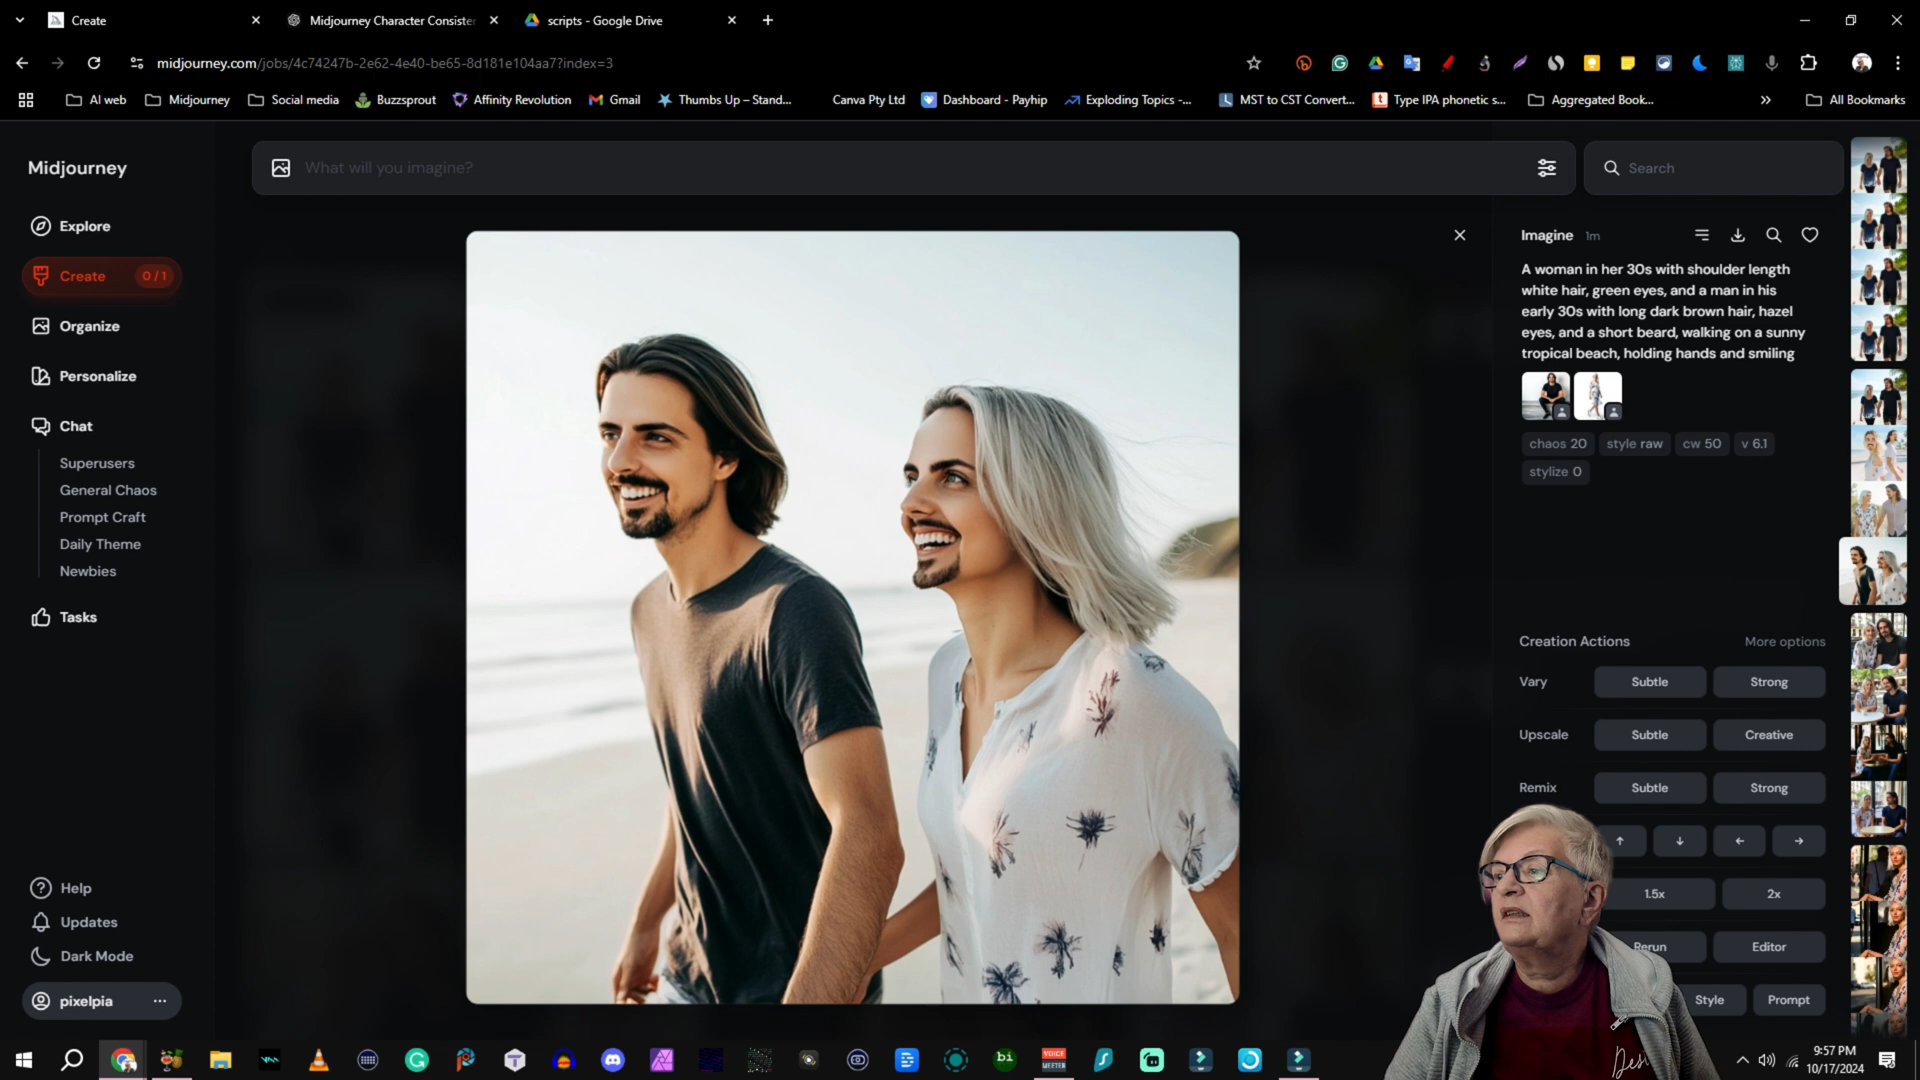 Create
Midjourney Character Consister
scripts - Google Drive
midjourney.com/jobs/4c74247b-2e62-4e40-be65-8d181e104aa7?index=3
AI web
Midjourney
Social media
Buzzsprout
Affinity Revolution
Gmail
Thumbs Up – Stand...
Canva Pty Ltd
Dashboard - Payhip
Exploding Topics -...
MST to CST Convert...
Type IPA phonetic s...
Aggregated Book...
All Bookmarks
Midjourney
What will you imagine?
Search
Explore
Create 0 / 1
Organize
Personalize
Chat
Superusers
General Chaos
Prompt Craft
Daily Theme
Newbies
Tasks
Help
Updates
Dark Mode
pixelpia
Imagine 1m
A woman in her 30s with shoulder length
white hair, green eyes, and a man in his
early 30s with long dark brown hair, hazel
eyes, and a short beard, walking on a sunny
tropical beach, holding hands and smiling
chaos 20 style raw cw 50 v 6.1
stylize 0
Creation Actions More options
Vary Subtle Strong
Upscale Subtle Creative
Remix Subtle Strong
1.5x 2x
Rerun Editor
Style Prompt
bi
VOICE
MEETER
9:57 PM
10/17/2024